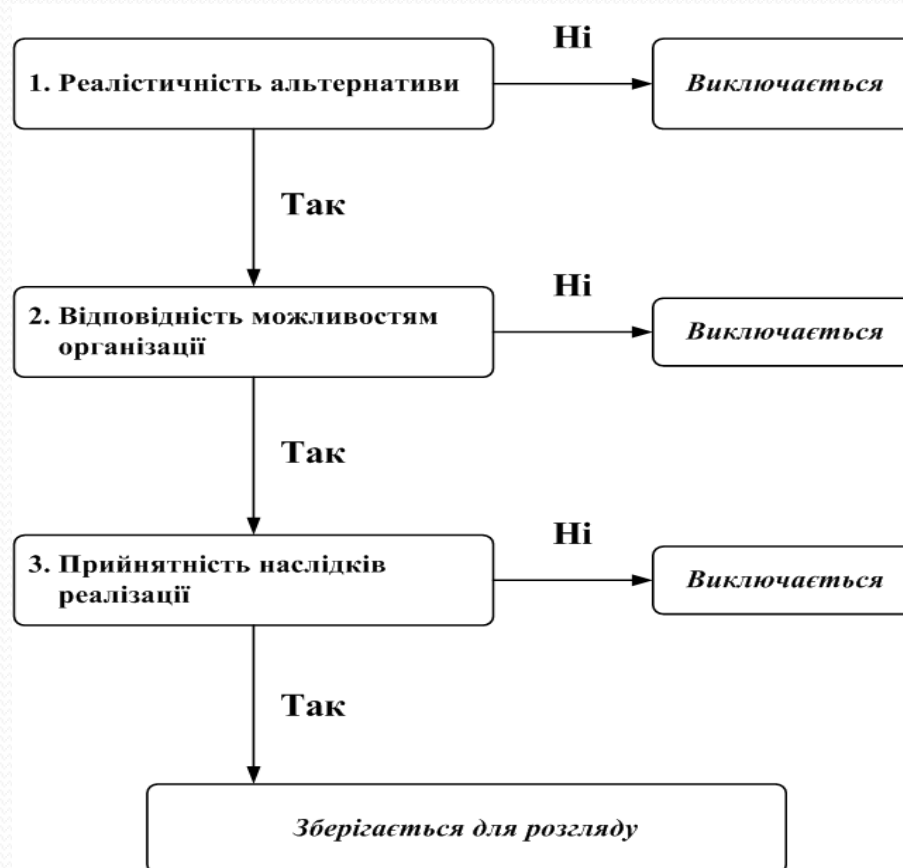 Ні
1. Реалістичність альтернативи
Виключається
Так
Ні
2. Відповідність можливостям
організації
Виключається
Так
Ні
3. Прийнятність наслідків
реалізації
Виключається
Так
Зберігається для розгляду